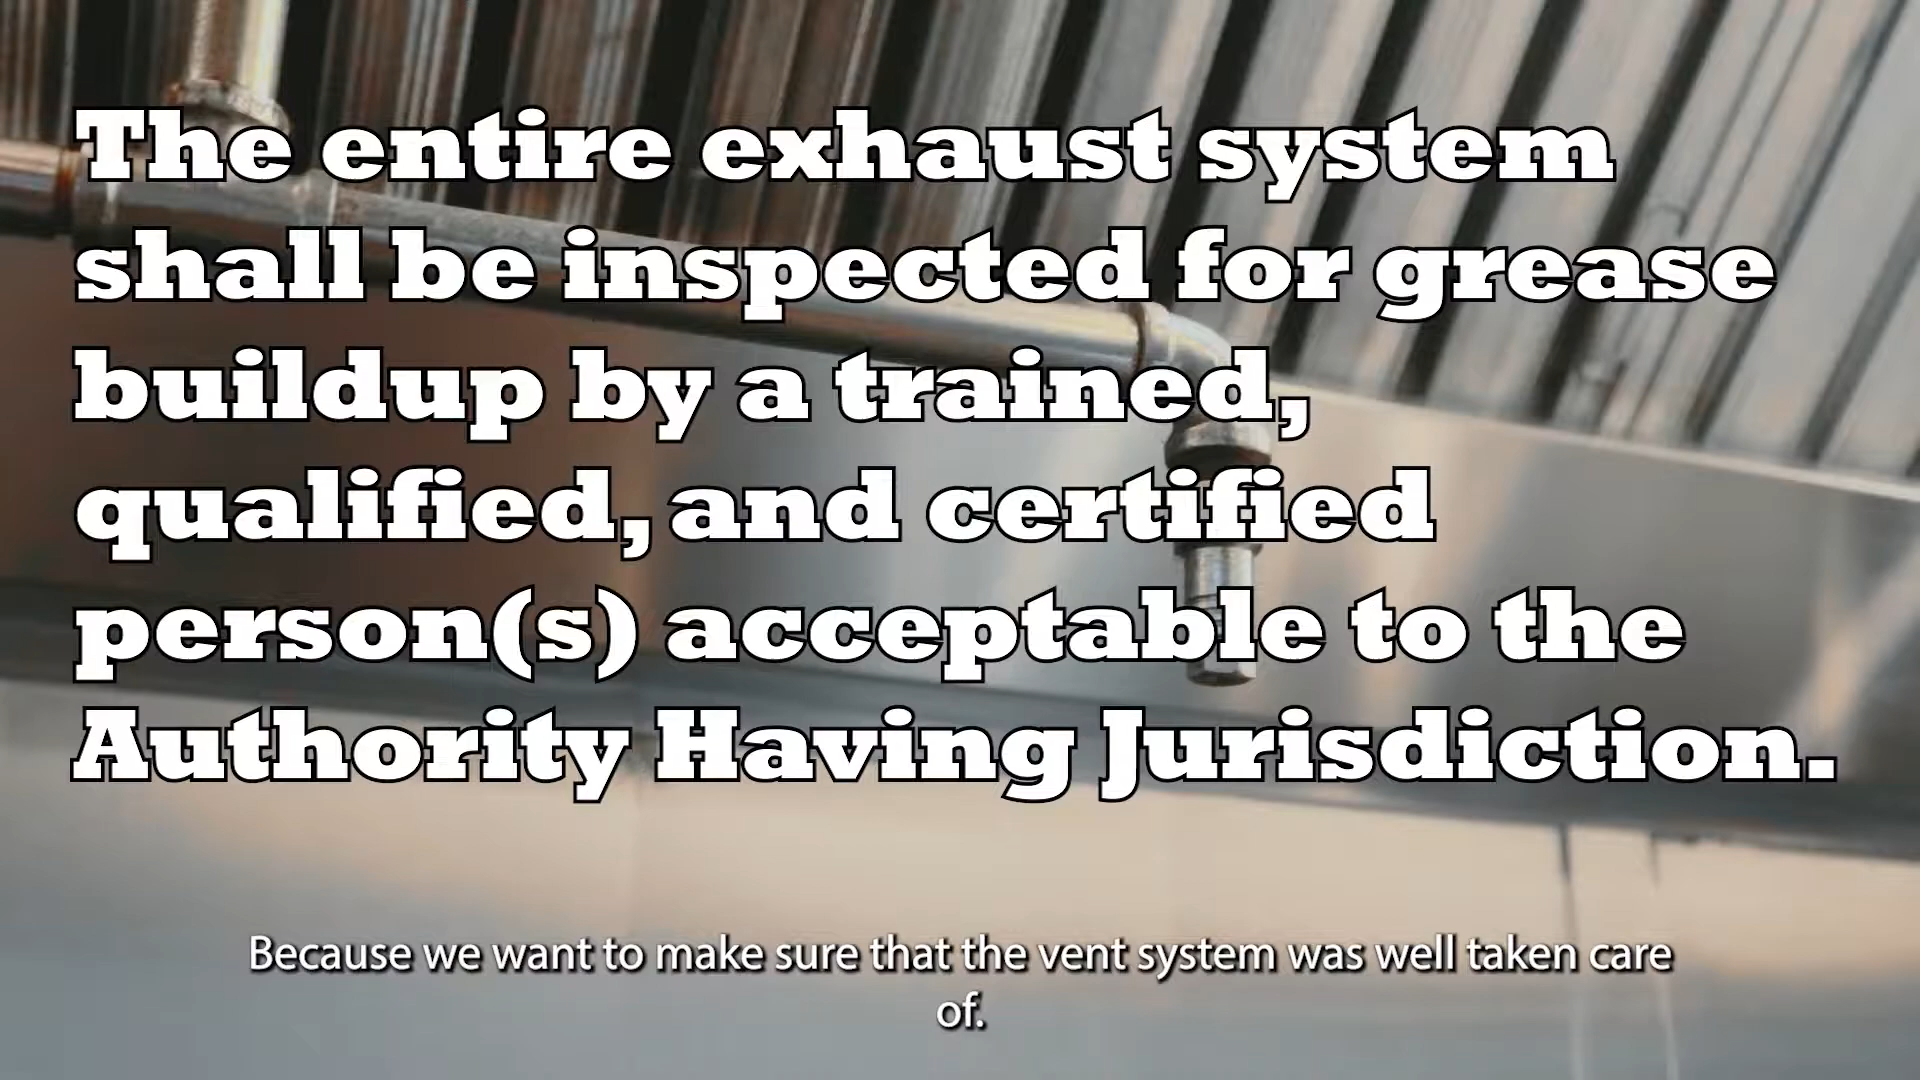 The entire exhaust system
shall be inspected for grease
buildup by a trained,
qualified, and certified
person(s) acceptable to the
Authority Having Jurisdiction.
Because we want to make sure that the vent system was well taken care
of.